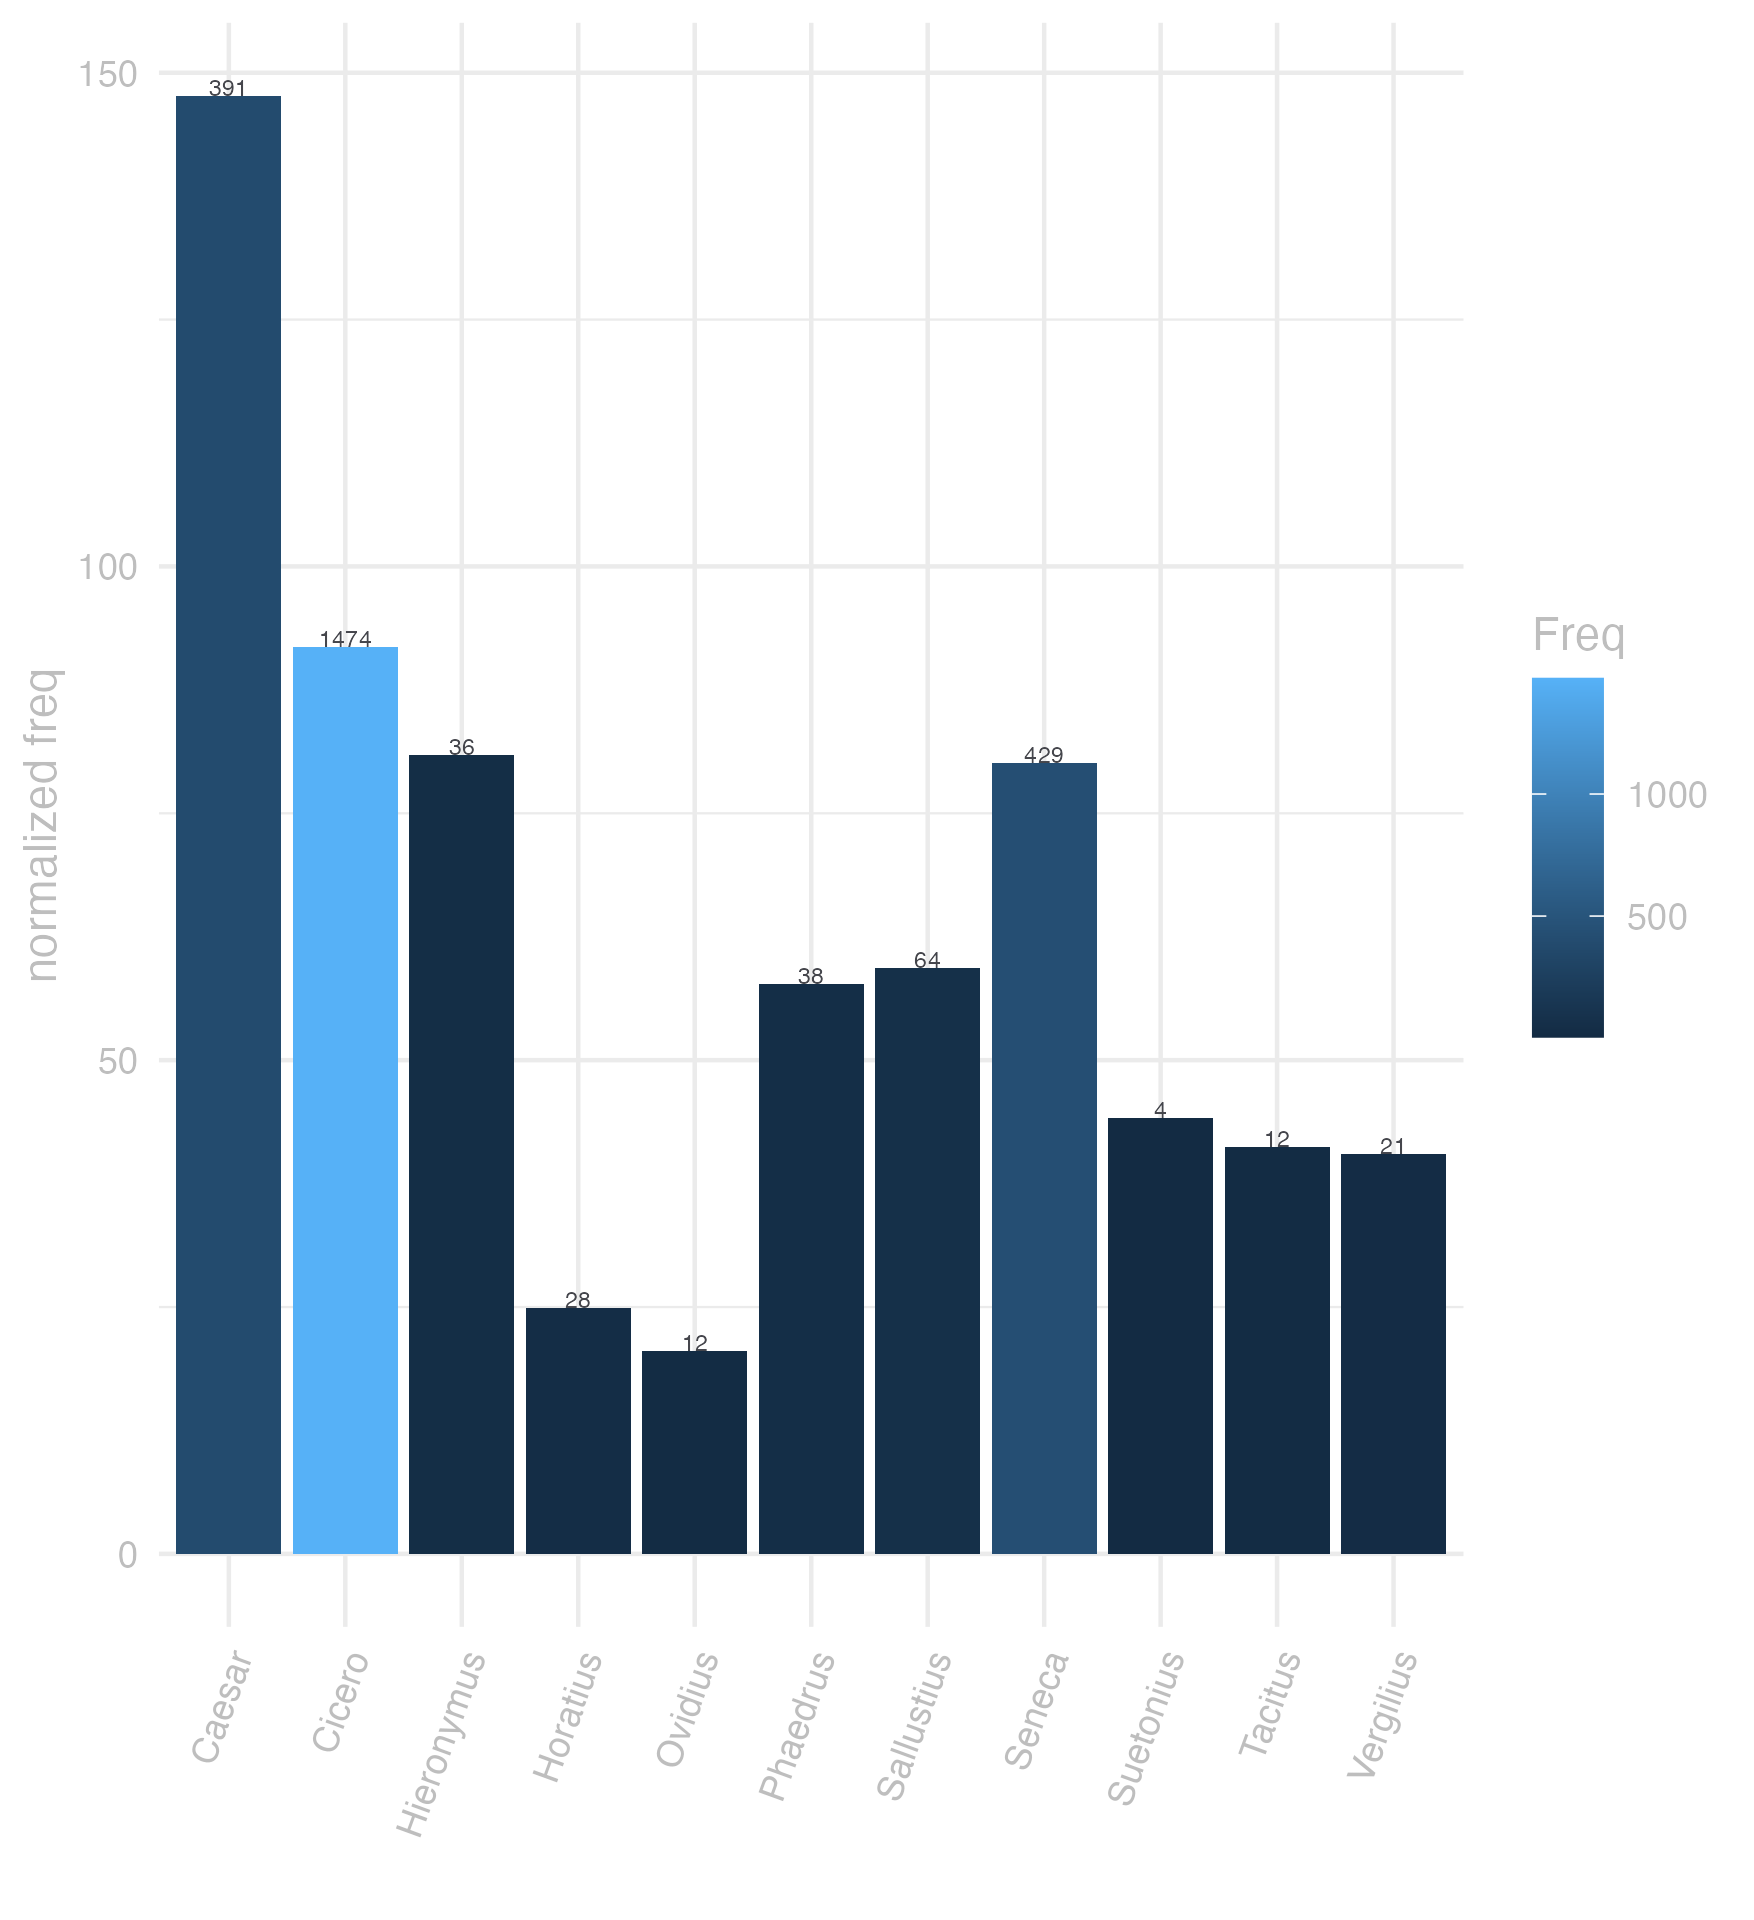 150
100
50
0
normalized freq
391
1474
36
28
12
38
64
429
4
12
21
Caesar
Cicero
Hieronymus
Horatius
Ovidius
Phaedrus
Sallustius
Seneca
Suetonius
Tacitus
Vergilius
Freq
1000
500